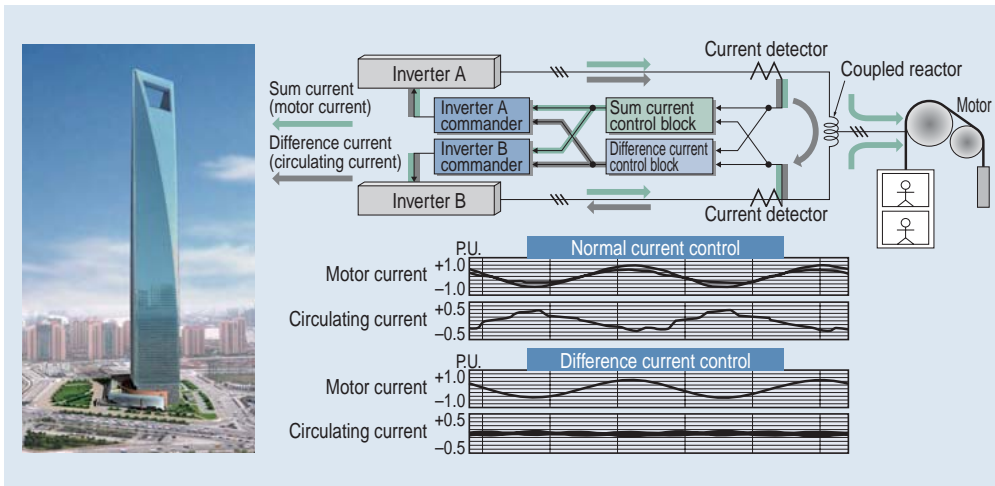 Sum current
(motor current)
Difference current
(circulating current)
Inverter A
Inverter A
commander
Inverter B
commander
Inverter B
Sum current
control block
Difference current
control block
Current detector
Coupled reactor
Motor
Current detector
P.U.
Normal current control
Motor current
+1.0
–1.0
Circulating current
+0.5
–0.5
P.U.
Difference current control
Motor current
+1.0
–1.0
Circulating current
+0.5
–0.5